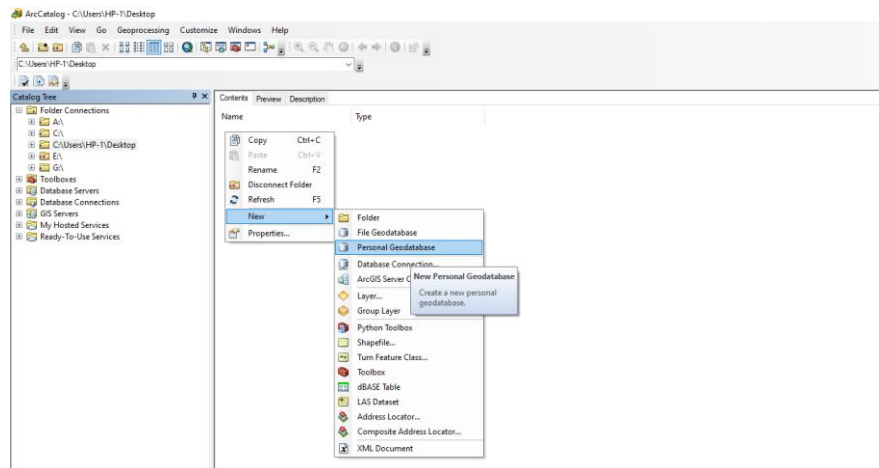 ArcCatalog - C:\Users\HP-1\Desktop
File Edit View Go Geoprocessing Customize Windows Help
C:\Users\HP-1\Desktop
Catalog Tree
Folder Connections
A:\
C:\
C:\Users\HP-1\Desktop
E:\
G:\
Toolboxes
Database Servers
Database Connections
GIS Servers
My Hosted Services
Ready-To-Use Services
Contents Preview Description
Name Type
Copy Ctrl+C
Paste Ctrl+V
Rename F2
Disconnect Folder
Refresh F5
New
Properties...
Folder
File Geodatabase
Personal Geodatabase
Database Connection...
ArcGIS Server C
New Personal Geodatabase
Create a new personal
geodatabase.
Layer...
Group Layer
Python Toolbox
Shapefile...
Turn Feature Class...
Toolbox
dBASE Table
LAS Dataset
Address Locator...
Composite Address Locator...
XML Document